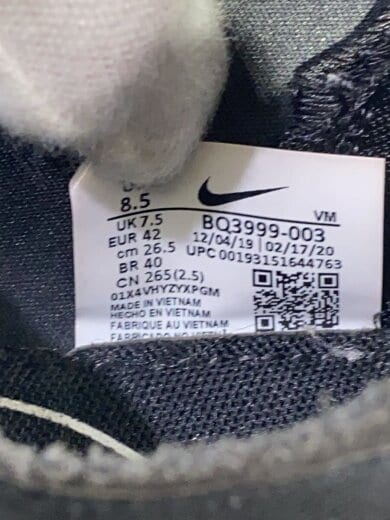 8.5
UK 7.5
EUR 42
cm 26.5
BR 40
CN 265(2.5)
01X4VHYZYXPGM
MADE IN VIETNAM
HECHO EN VIETNAM
FABRIQUE AU VIETNAM
VM
BQ3999-003
12/04/19 | 02/17/20
UPC 00193151644763